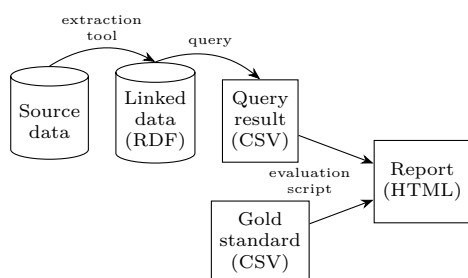 extraction
tool
query
Source
data
Linked
data
(RDF)
Query
result
(CSV)
evaluation
script
Report
(HTML)
Gold
standard
(CSV)